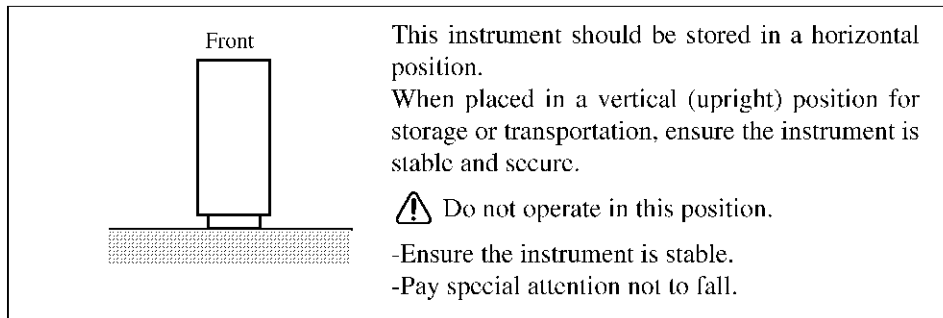 Front
This instrument should be stored in a horizontal
position.
When placed in a vertical (upright) position for
storage or transportation, ensure the instrument is
stable and secure.
Do not operate in this position.
-Ensure the instrument is stable.
-Pay special attention not to fall.